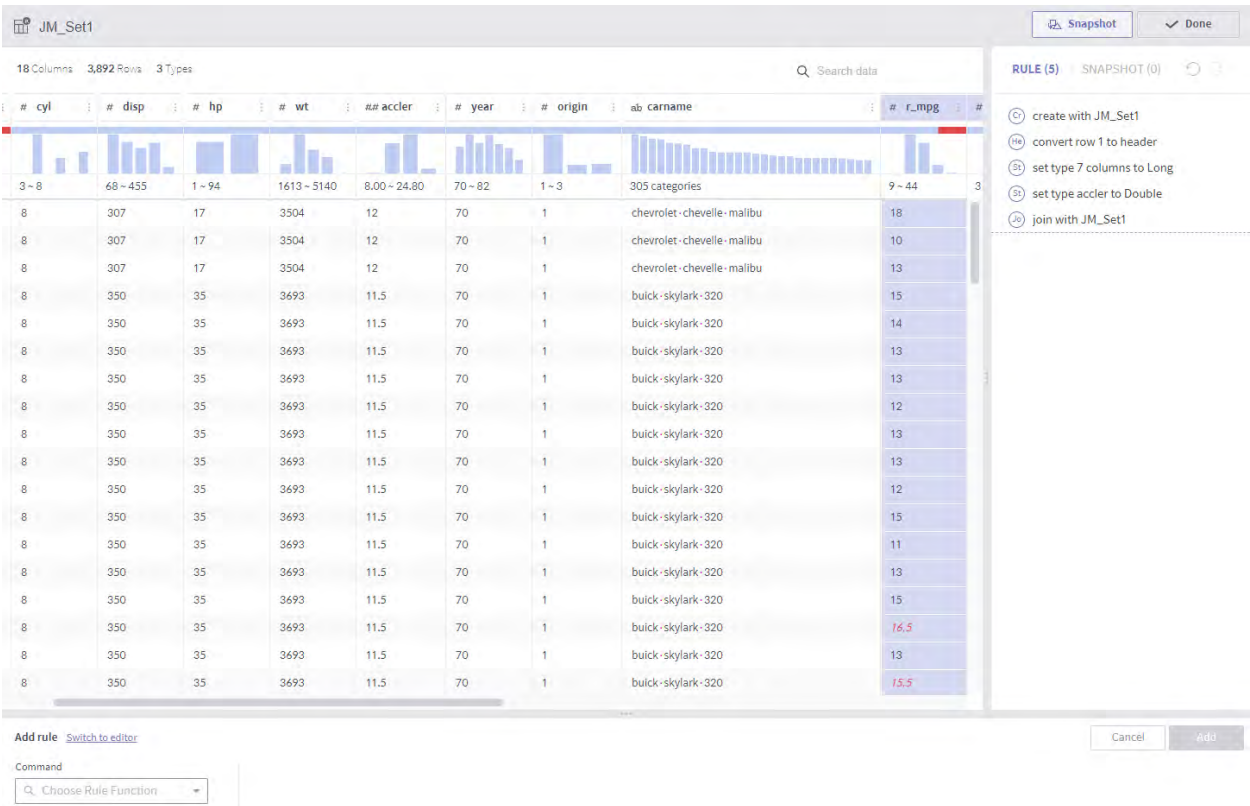 JM_Set1
Snapshot
Done
18 Columns 3,892 Rows 3 Types
Search data
RULE (5) SNAPSHOT (0)
# cyl # disp # hp # wt ## accler # year # origin ab carname # r_mpg #
3 ~ 8 68 ~ 455 1 ~ 94 1613 ~ 5140 8.00 ~ 24.80 70 ~ 82 1 ~ 3 305 categories 9 ~ 44 3
8 307 17 3504 12 70 1 chevrolet·chevelle·malibu 18
8 307 17 3504 12 70 1 chevrolet·chevelle·malibu 10
8 307 17 3504 12 70 1 chevrolet·chevelle·malibu 13
8 350 35 3693 11.5 70 1 buick·skylark·320 15
8 350 35 3693 11.5 70 1 buick·skylark·320 14
8 350 35 3693 11.5 70 1 buick·skylark·320 13
8 350 35 3693 11.5 70 1 buick·skylark·320 13
8 350 35 3693 11.5 70 1 buick·skylark·320 12
8 350 35 3693 11.5 70 1 buick·skylark·320 13
8 350 35 3693 11.5 70 1 buick·skylark·320 13
8 350 35 3693 11.5 70 1 buick·skylark·320 12
8 350 35 3693 11.5 70 1 buick·skylark·320 15
8 350 35 3693 11.5 70 1 buick·skylark·320 11
8 350 35 3693 11.5 70 1 buick·skylark·320 13
8 350 35 3693 11.5 70 1 buick·skylark·320 15
8 350 35 3693 11.5 70 1 buick·skylark·320 16.5
8 350 35 3693 11.5 70 1 buick·skylark·320 13
8 350 35 3693 11.5 70 1 buick·skylark·320 15.5
Cr create with JM_Set1
He convert row 1 to header
St set type 7 columns to Long
St set type accler to Double
Jo join with JM_Set1
Add rule Switch to editor
Cancel
Add
Command
Choose Rule Function